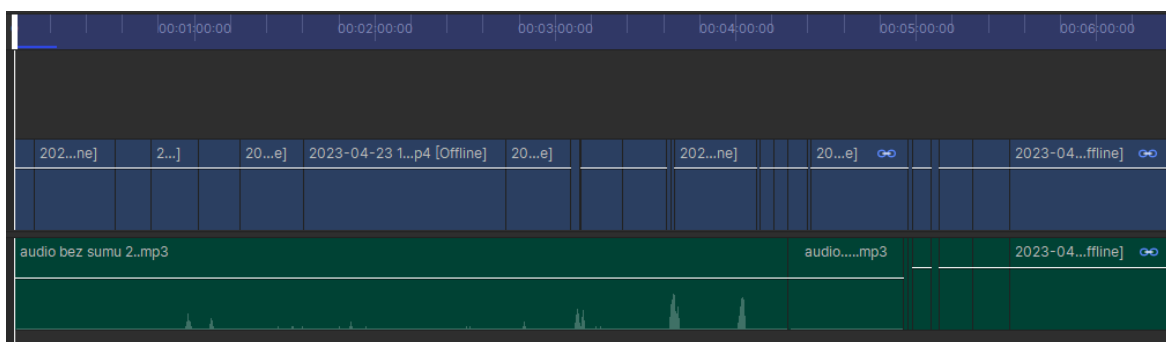 00:01:00:00 00:02:00:00 00:03:00:00 00:04:00:00 00:05:00:00 00:06:00:00
202...ne] 2...] 20...e] 2023-04-23 1...p4 [Offline] 20...e] 202...ne] 20...e] 2023-04...ffline]
audio bez sumu 2..mp3 audio.....mp3 2023-04...ffline]